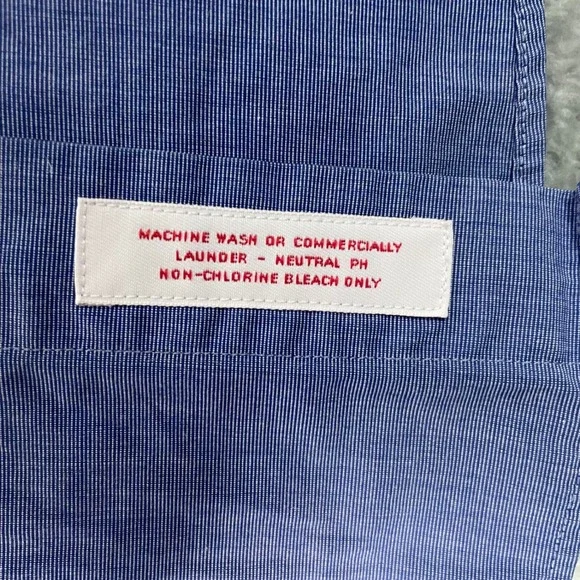 MACHINE WASH OR COMMERCIALLY
LAUNDER - NEUTRAL PH
NON-CHLORINE BLEACH ONLY